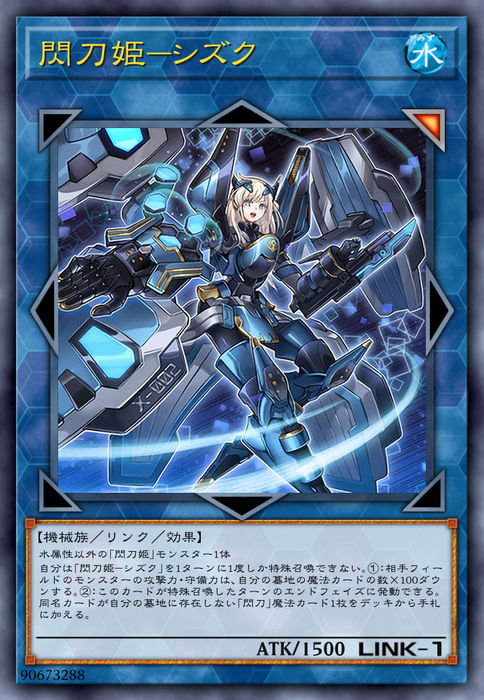 閃刀姫－シズク
みず
水
X-002
【機械族／リンク／効果】
水属性以外の「閃刀姫」モンスター1体
自分は「閃刀姫－シズク」を1ターンに1度しか特殊召喚できない。①：相手フィー
ルドのモンスターの攻撃力・守備力は、自分の墓地の魔法カードの数×100ダウ
ンする。②：このカードが特殊召喚したターンのエンドフェイズに発動できる。
同名カードが自分の墓地に存在しない「閃刀」魔法カード1枚をデッキから手札
に加える。
ATK/1500 LINK-1
90673288